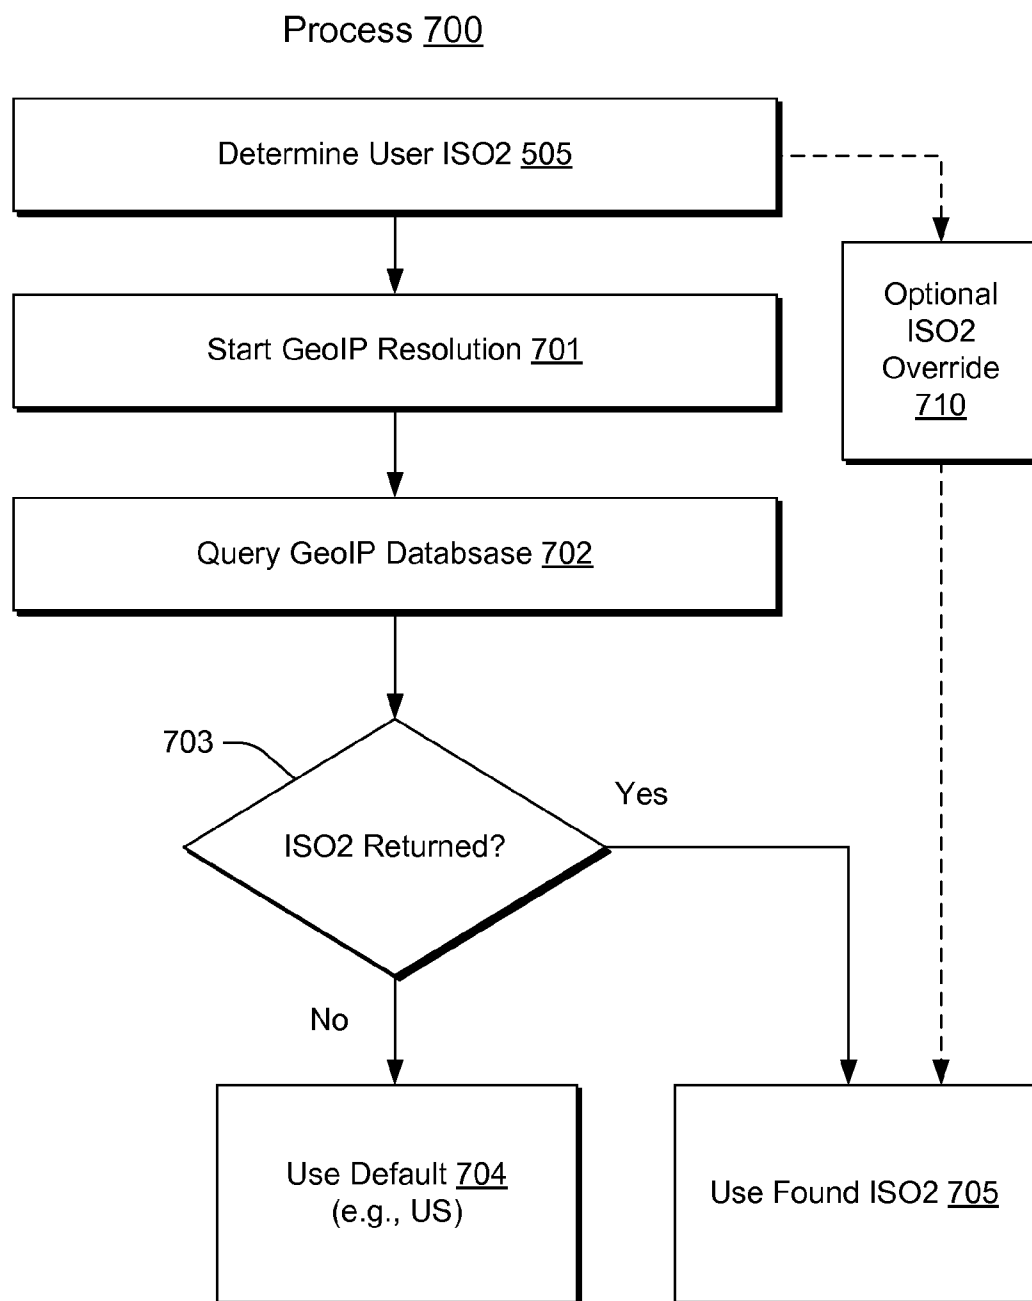 Process 700
Determine User ISO2 505
Optional
ISO2
Override
710
Start GeoIP Resolution 701
Query GeoIP Databsase 702
703
ISO2 Returned?
Yes
No
Use Default 704
(e.g., US)
Use Found ISO2 705